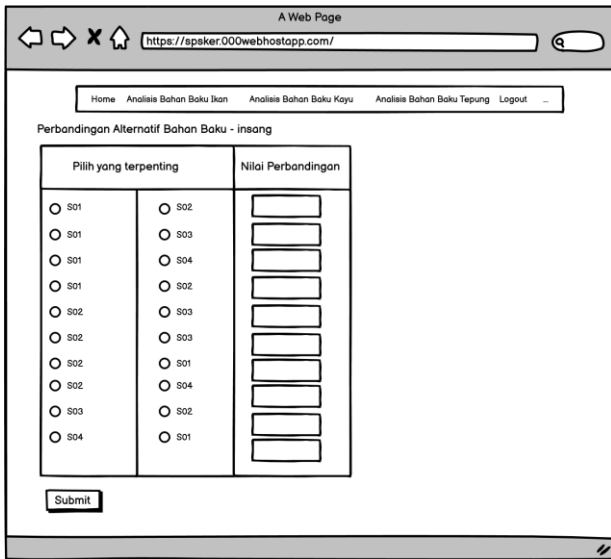 A Web Page
https://spsker.000webhostapp.com/
Home Analisis Bahan Baku Ikan Analisis Bahan Baku Kayu Analisis Bahan Baku Tepung Logout ...
Perbandingan Alternatif Bahan Baku - insang
Pilih yang terpenting Nilai Perbandingan
S01 S02
S01 S03
S01 S04
S01 S02
S02 S03
S02 S03
S02 S01
S02 S04
S03 S02
S04 S01
Submit